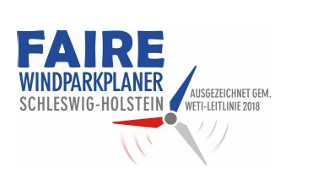 FAIRE
WINDPARKPLANER
SCHLESWIG-HOLSTEIN
AUSGEZEICHNET GEM.
WETI-LEITLINIE 2018